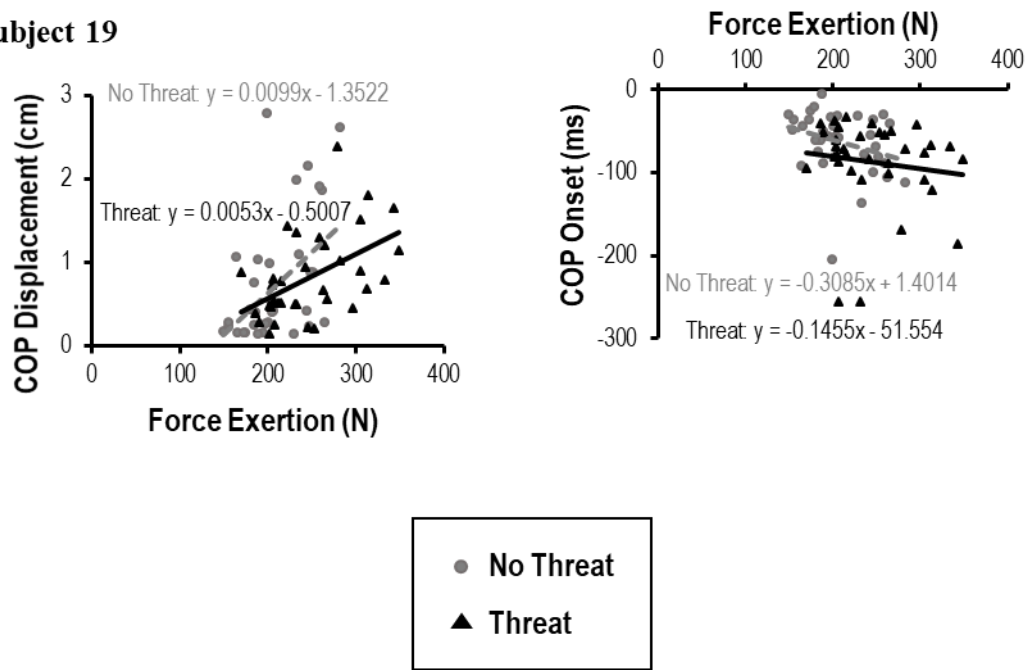 ubject 19
COP Displacement (cm)
3
2
1
0
0 100 200 300 400
Force Exertion (N)
No Threat: y = 0.0099x - 1.3522
Threat: y = 0.0053x - 0.5007
Force Exertion (N)
0 100 200 300 400
COP Onset (ms)
0
-100
-200
-300
No Threat: y = -0.3085x + 1.4014
Threat: y = -0.1455x - 51.554
No Threat
Threat